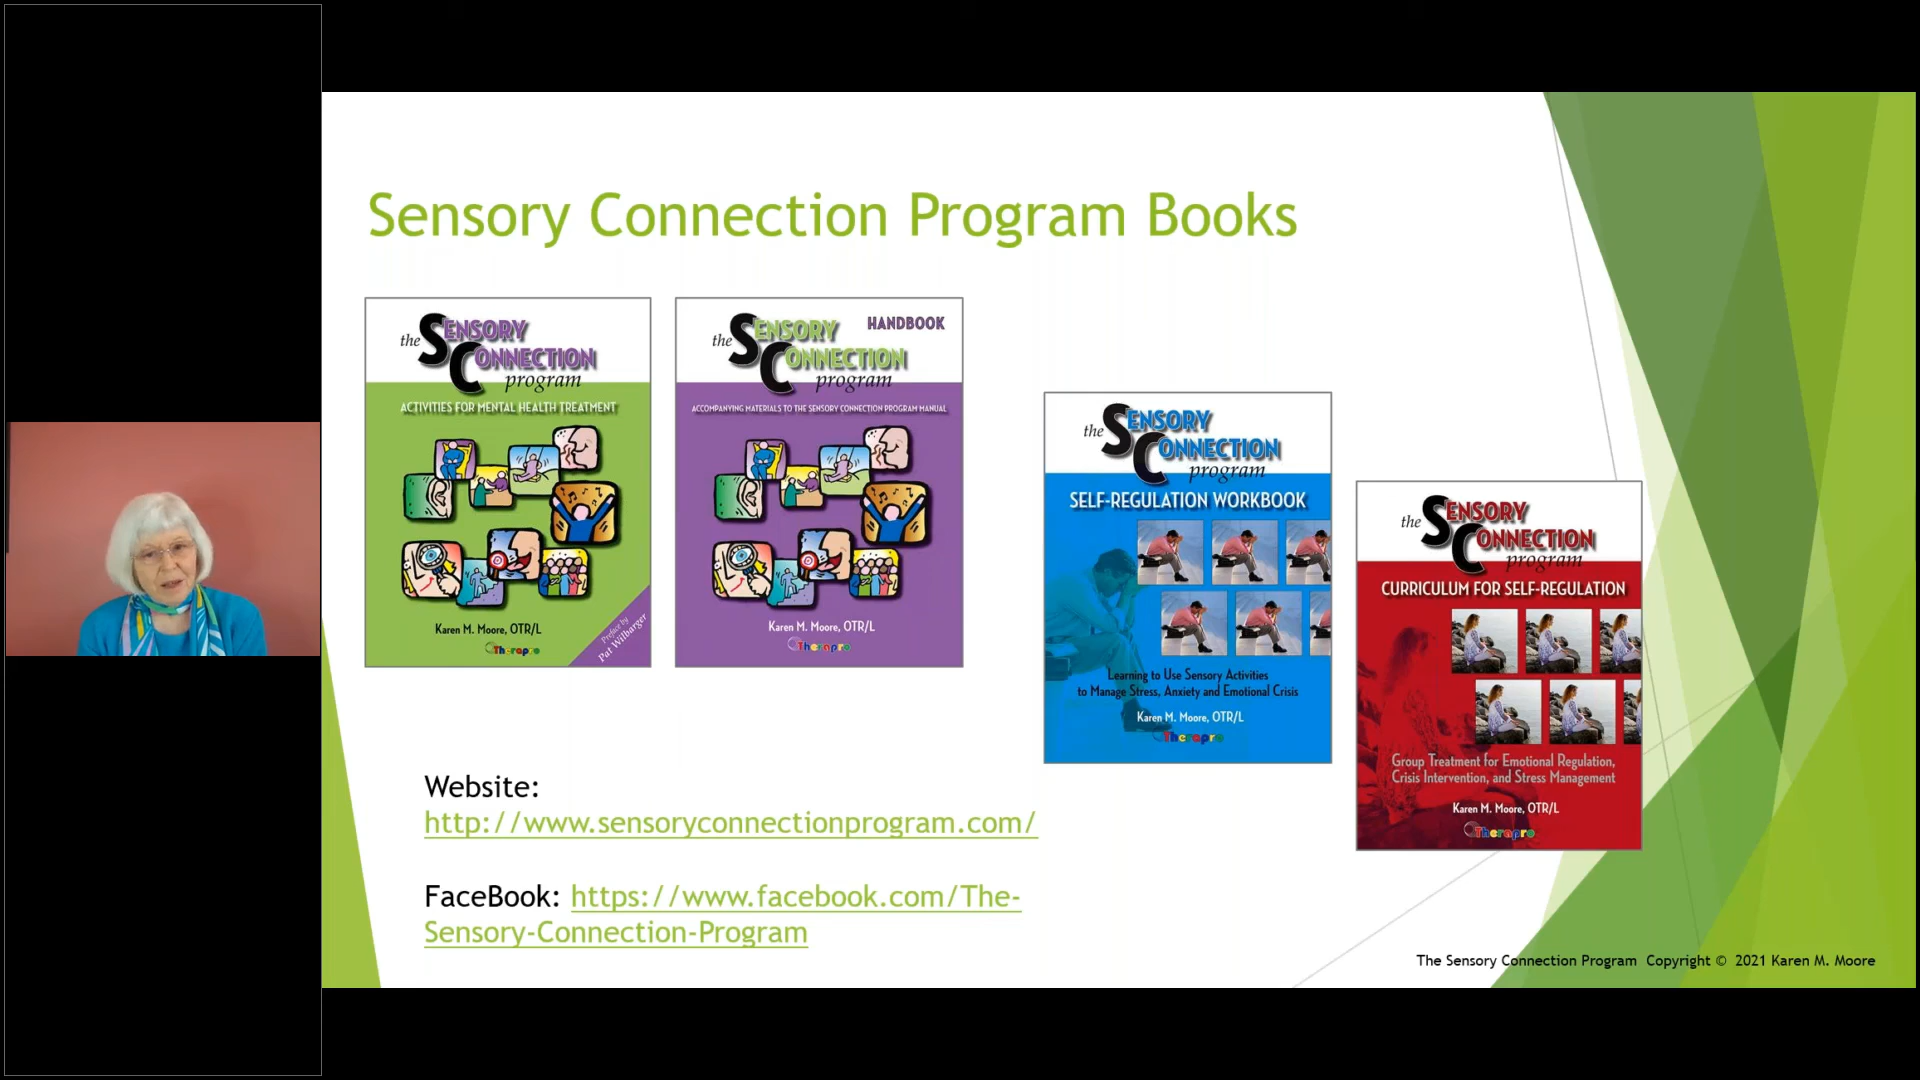 Sensory Connection Program Books
the SENSORY
CONNECTION
program
ACTIVITIES FOR MENTAL HEALTH TREATMENT
Karen M. Moore, OTR/L
Therapro
Preface by
Pat Wilbarger
HANDBOOK
the SENSORY
CONNECTION
program
ACCOMPANYING MATERIALS TO THE SENSORY CONNECTION PROGRAM MANUAL
Karen M. Moore, OTR/L
Therapro
the SENSORY
CONNECTION
program
SELF-REGULATION WORKBOOK
Learning to Use Sensory Activities
to Manage Stress, Anxiety and Emotional Crisis
Karen M. Moore, OTR/L
Therapro
the SENSORY
CONNECTION
program
CURRICULUM FOR SELF-REGULATION
Group Treatment for Emotional Regulation,
Crisis Intervention, and Stress Management
Karen M. Moore, OTR/L
Therapro
Website:
http://www.sensoryconnectionprogram.com/
FaceBook: https://www.facebook.com/The-
Sensory-Connection-Program
The Sensory Connection Program Copyright © 2021 Karen M. Moore